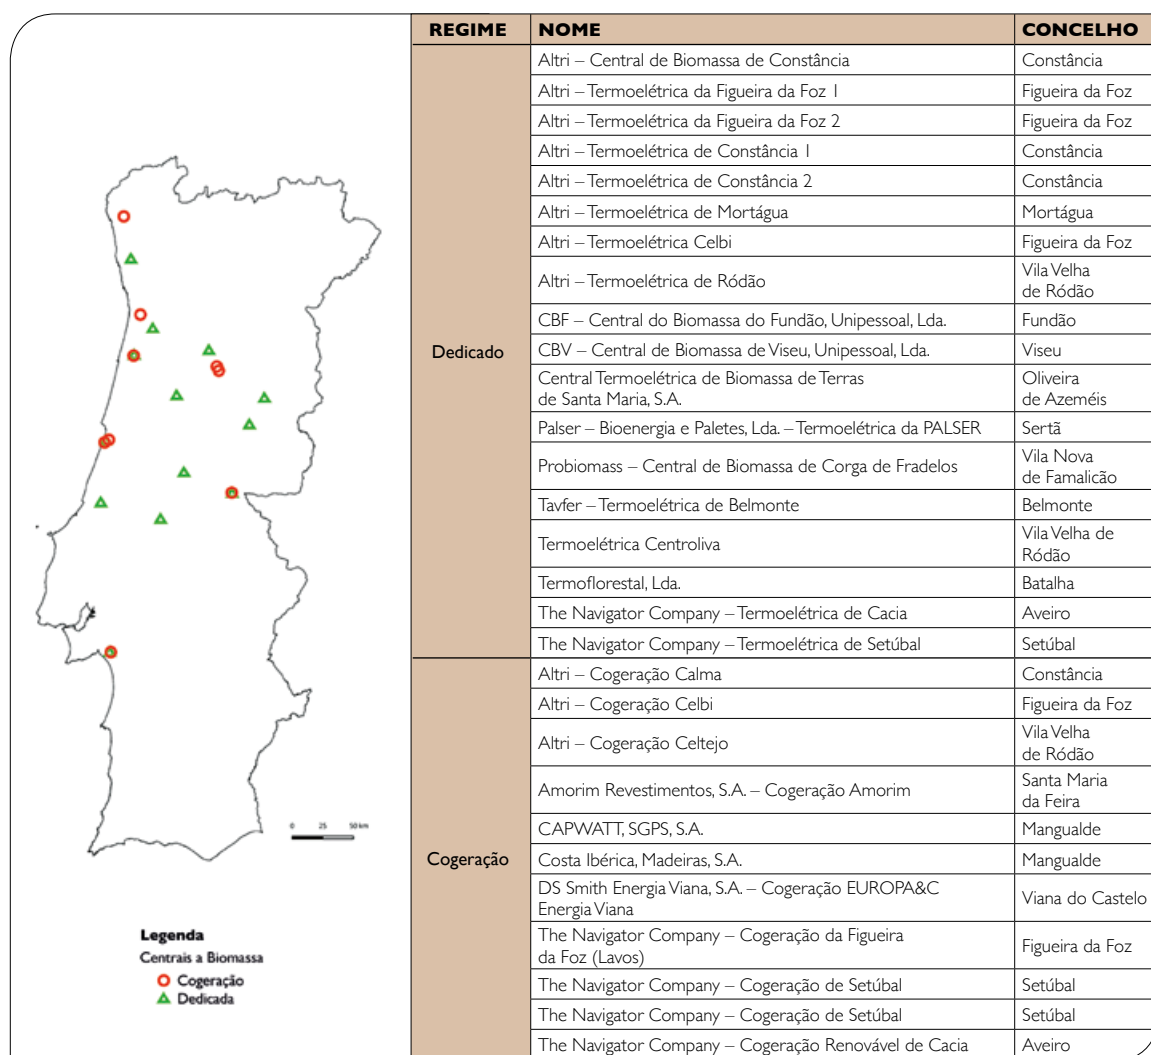 REGIME NOME CONCELHO
Dedicado
Altri – Central de Biomassa de Constância Constância
Altri – Termoelétrica da Figueira da Foz 1 Figueira da Foz
Altri – Termoelétrica da Figueira da Foz 2 Figueira da Foz
Altri – Termoelétrica de Constância 1 Constância
Altri – Termoelétrica de Constância 2 Constância
Altri – Termoelétrica de Mortágua Mortágua
Altri – Termoelétrica Celbi Figueira da Foz
Altri – Termoelétrica de Ródão Vila Velha
de Ródão
CBF – Central do Biomassa do Fundão, Unipessoal, Lda. Fundão
CBV – Central de Biomassa de Viseu, Unipessoal, Lda. Viseu
Central Termoelétrica de Biomassa de Terras
de Santa Maria, S.A.
Oliveira
de Azeméis
Palser – Bioenergia e Paletes, Lda. – Termoelétrica da PALSER Sertã
Probiomass – Central de Biomassa de Corga de Fradelos Vila Nova
de Famalicão
Tavfer – Termoelétrica de Belmonte Belmonte
Termoelétrica Centroliva Vila Velha de
Ródão
Termoflorestal, Lda. Batalha
The Navigator Company – Termoelétrica de Cacia Aveiro
The Navigator Company – Termoelétrica de Setúbal Setúbal
Cogeração
Altri – Cogeração Calma Constância
Altri – Cogeração Celbi Figueira da Foz
Altri – Cogeração Celtejo Vila Velha
de Ródão
Amorim Revestimentos, S.A. – Cogeração Amorim Santa Maria
da Feira
CAPWATT, SGPS, S.A. Mangualde
Costa Ibérica, Madeiras, S.A. Mangualde
DS Smith Energia Viana, S.A. – Cogeração EUROPA&C
Energia Viana
Viana do Castelo
The Navigator Company – Cogeração da Figueira
da Foz (Lavos)
Figueira da Foz
The Navigator Company – Cogeração de Setúbal Setúbal
The Navigator Company – Cogeração de Setúbal Setúbal
The Navigator Company – Cogeração Renovável de Cacia Aveiro
0 25 50 km
Legenda
Centrais a Biomassa
Cogeração
Dedicada